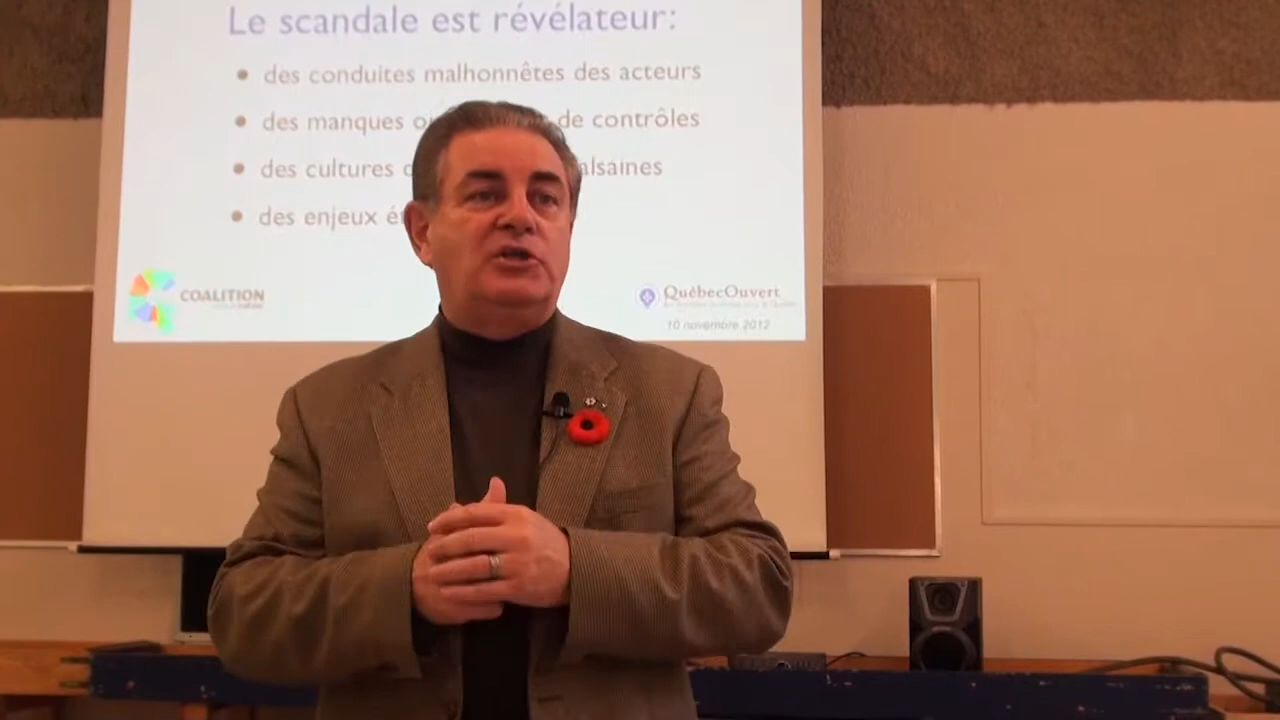 Le scandale est révélateur:
• des conduites malhonnêtes des acteurs
• des manques de contrôles
• des cultures
• des enjeux
COALITION
QuébecOuvert
10 novembre 2012